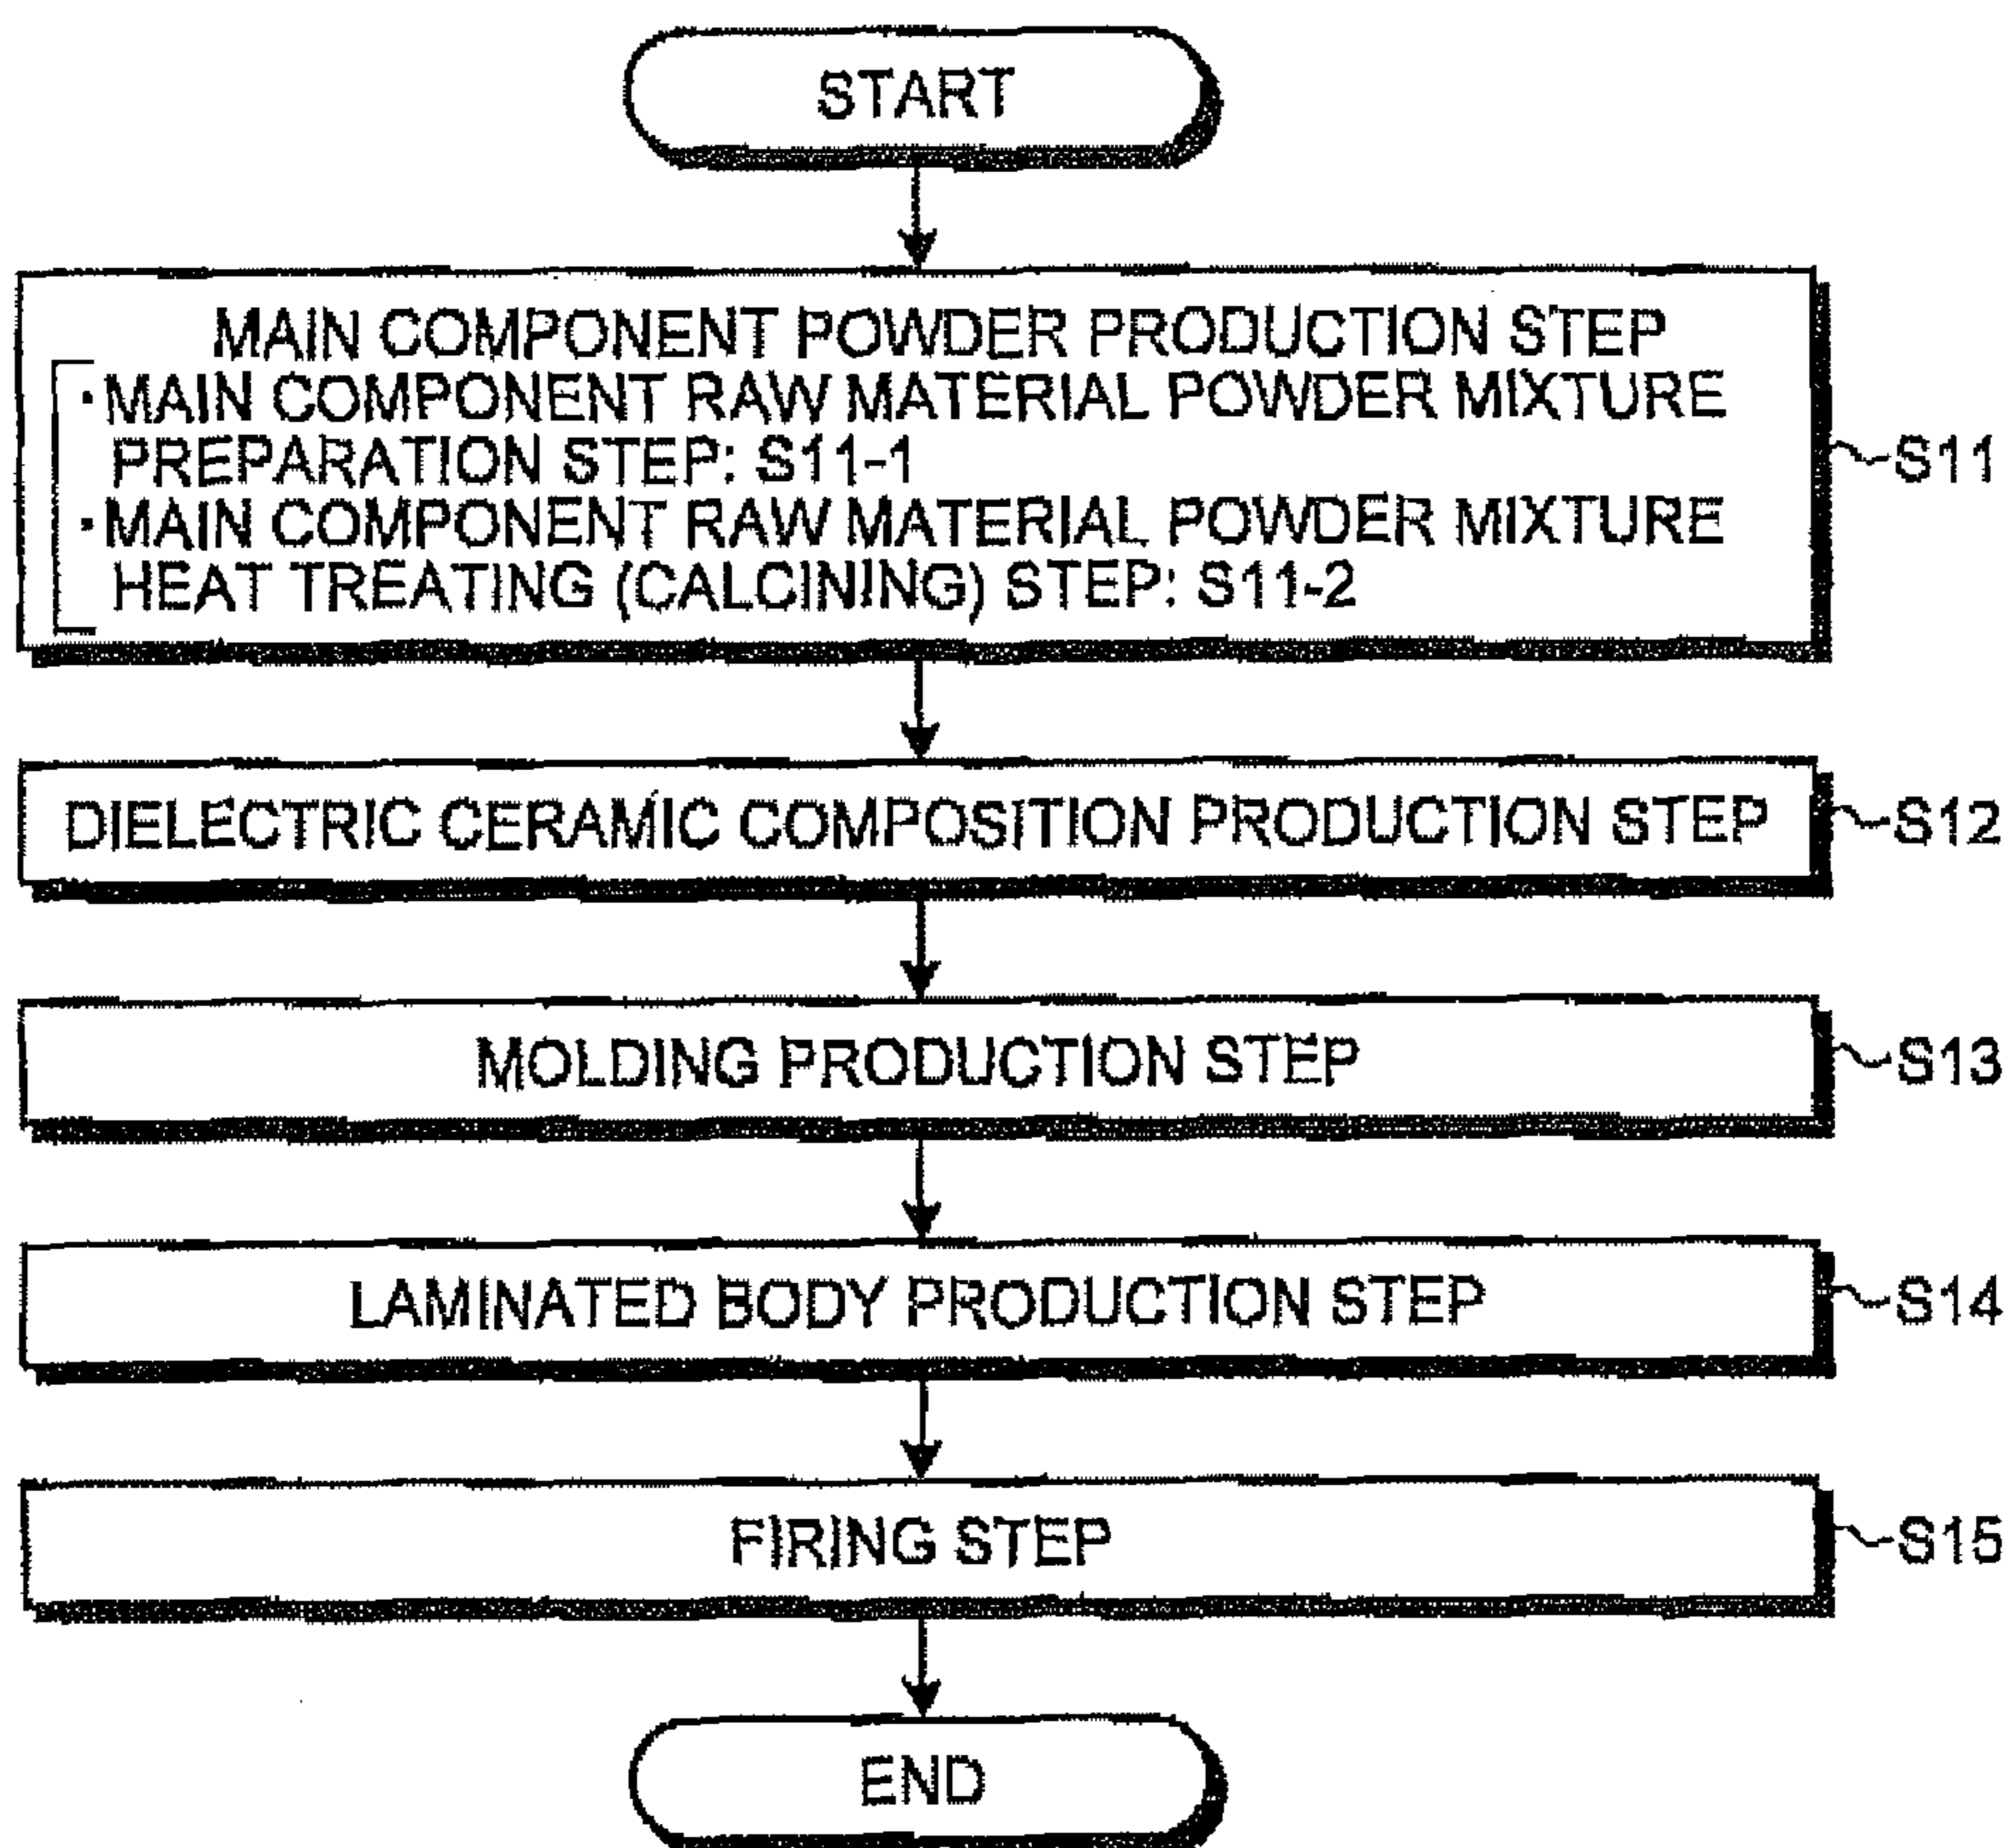 START
MAIN COMPONENT POWDER PRODUCTION STEP
·MAIN COMPONENT RAW MATERIAL POWDER MIXTURE
PREPARATION STEP: S11-1
·MAIN COMPONENT RAW MATERIAL POWDER MIXTURE
HEAT TREATING (CALCINING) STEP: S11-2
S11
DIELECTRIC CERAMIC COMPOSITION PRODUCTION STEP
S12
MOLDING PRODUCTION STEP
S13
LAMINATED BODY PRODUCTION STEP
S14
FIRING STEP
S15
END